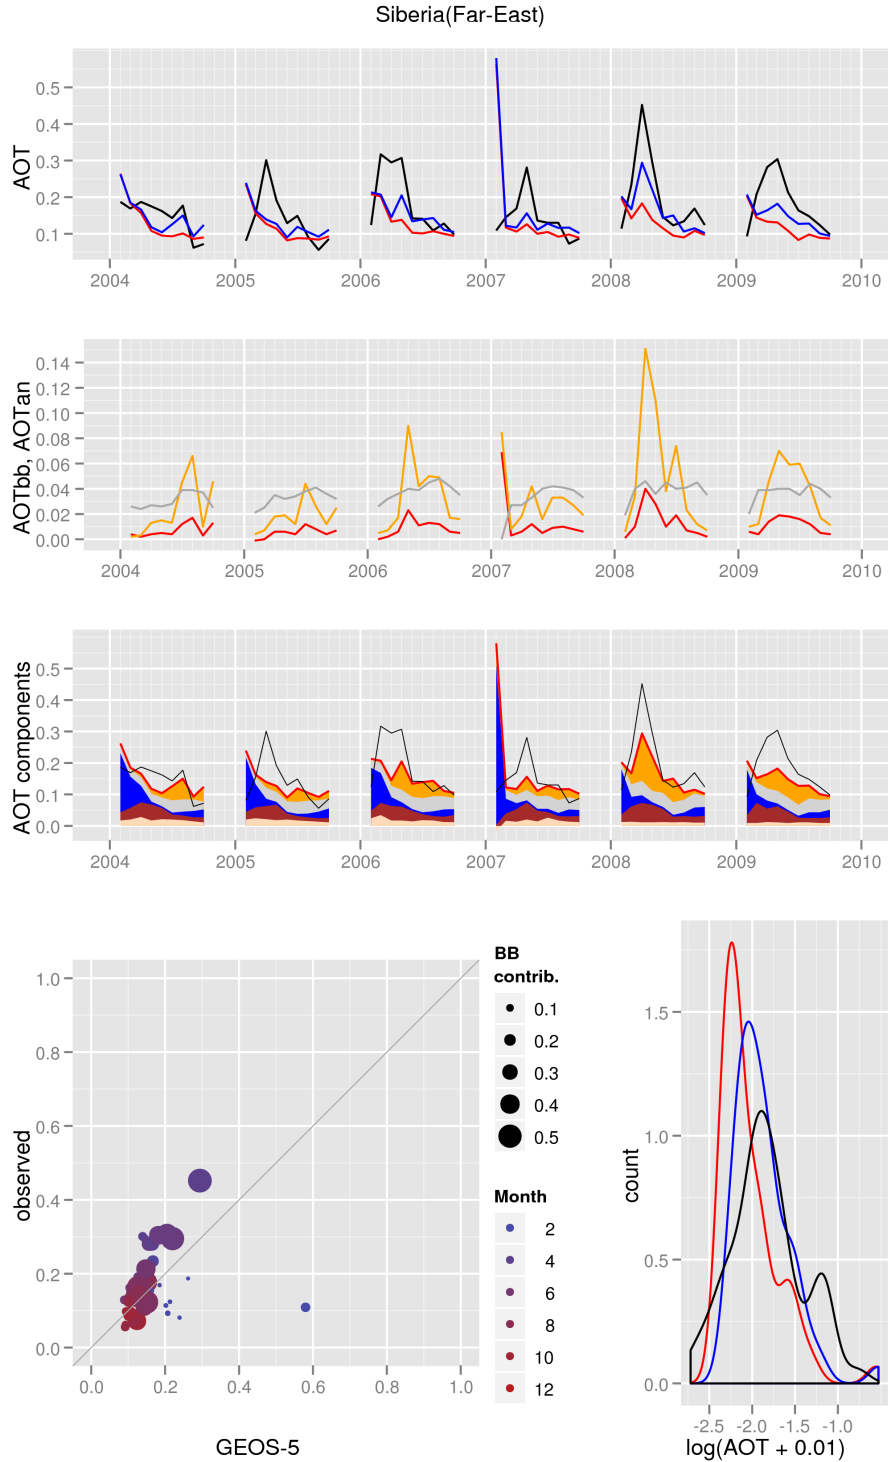 Siberia(Far-East)
AOT
0.5
0.4
0.3
0.2
0.1
2004 2005 2006 2007 2008 2009 2010
AOTbb, AOTan
0.14
0.12
0.10
0.08
0.06
0.04
0.02
0.00
2004 2005 2006 2007 2008 2009 2010
AOT components
0.5
0.4
0.3
0.2
0.1
0.0
2004 2005 2006 2007 2008 2009 2010
observed
1.0
0.8
0.6
0.4
0.2
0.0
0.0 0.2 0.4 0.6 0.8 1.0
GEOS-5
BB
contrib.
0.1
0.2
0.3
0.4
0.5
Month
2
4
6
8
10
12
count
1.5
1.0
0.5
0.0
-2.5 -2.0 -1.5 -1.0
log(AOT + 0.01)